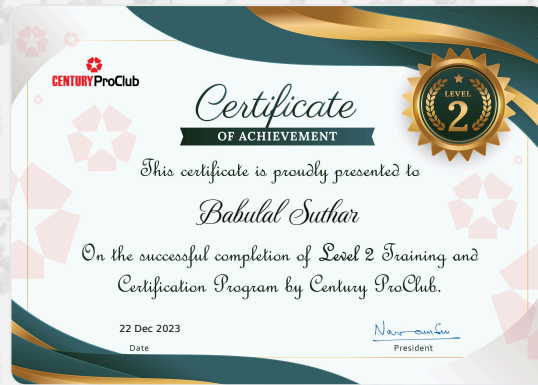 CENTURY ProClub
Certificate
OF ACHIEVEMENT
LEVEL
2
This certificate is proudly presented to
Babulal Suthar
On the successful completion of Level 2 Training and
Certification Program by Century ProClub.
22 Dec 2023
Date
President